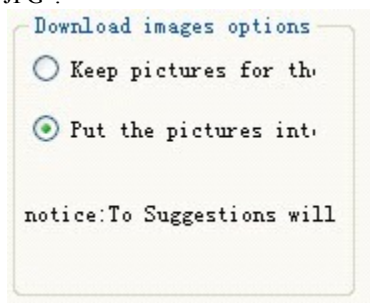 Download images options
Keep pictures for
Put the pictures
notice:To Suggestions will